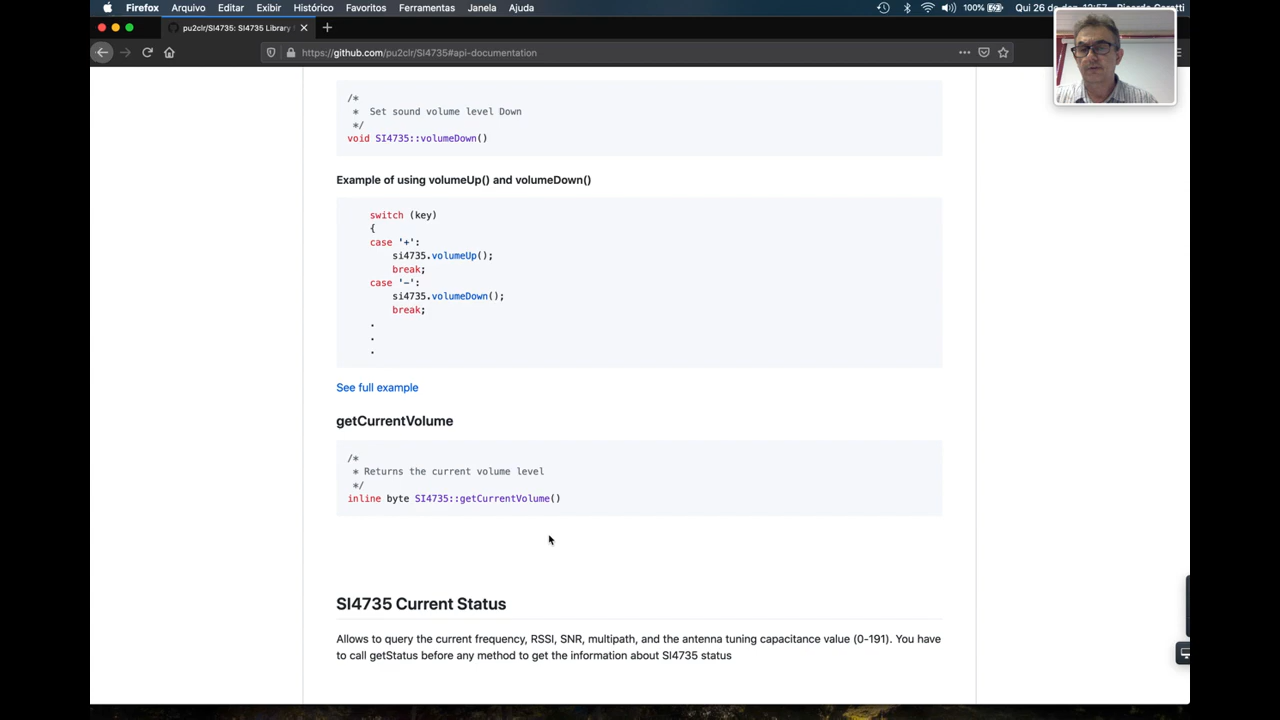 Firefox Arquivo Editar Exibir Histórico Favoritos Ferramentas Janela Ajuda 100% Qui 26 de
pu2clr/SI4735: SI4735 Library
https://github.com/pu2clr/SI4735#api-documentation
/*
* Set sound volume level Down
*/
void SI4735::volumeDown()
Example of using volumeUp() and volumeDown()
switch (key)
{
case '+':
si4735.volumeUp();
break;
case '-':
si4735.volumeDown();
break;
.
.
.
See full example
getCurrentVolume
/*
* Returns the current volume level
*/
inline byte SI4735::getCurrentVolume()
SI4735 Current Status
Allows to query the current frequency, RSSI, SNR, multipath, and the antenna tuning capacitance value (0-191). You have
to call getStatus before any method to get the information about SI4735 status